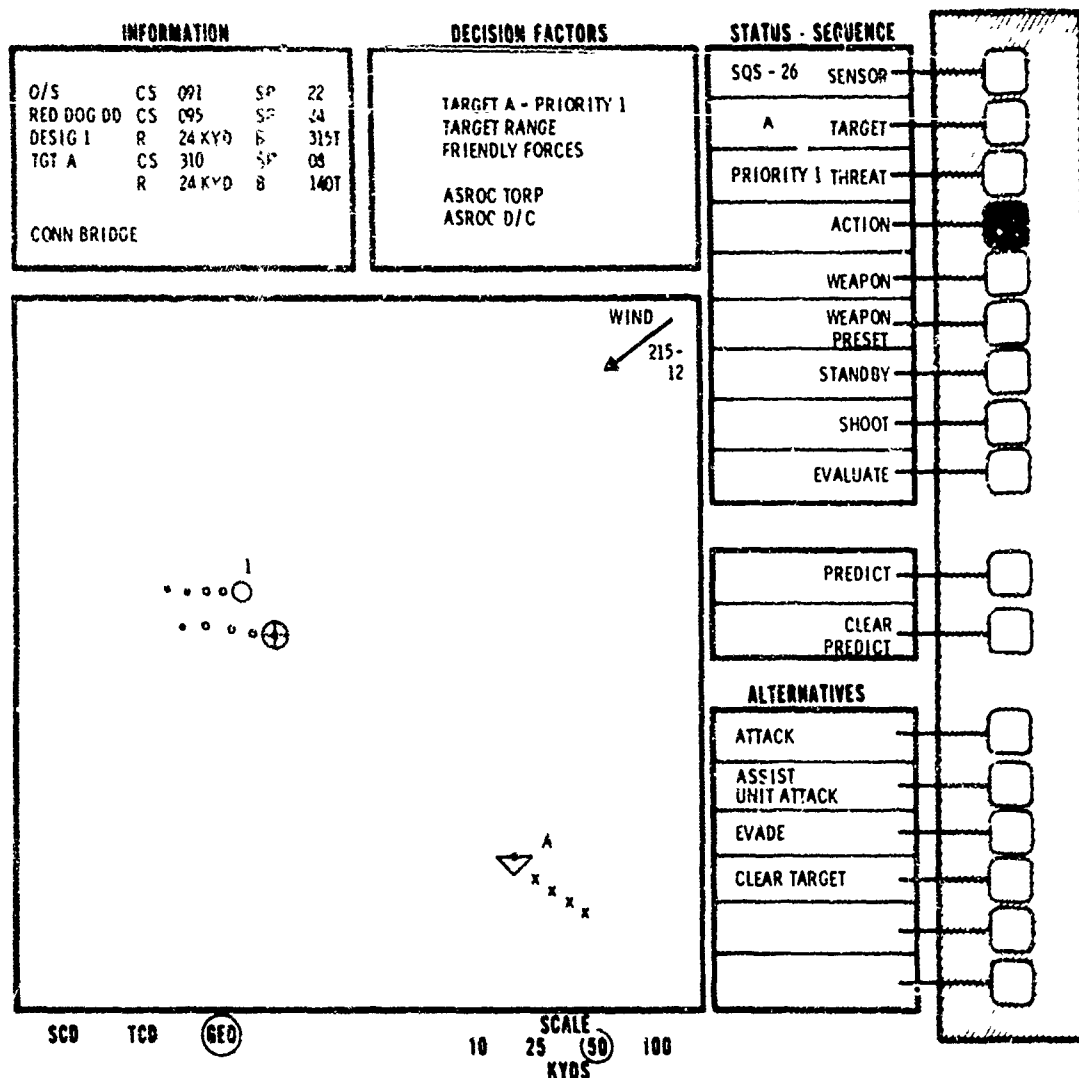 INFORMATION
O/S CS 091 SP 22
RED DOG DD CS 095 SP 24
DESIG 1 R 24 KYD B 315T
TGT A CS 310 SP 08
R 24 KYD B 140T
CONN BRIDGE
DECISION FACTORS
TARGET A - PRIORITY 1
TARGET RANGE
FRIENDLY FORCES
ASROC TORP
ASROC D/C
STATUS - SEQUENCE
SQS - 26 SENSOR
A TARGET
PRIORITY 1 THREAT
ACTION
WEAPON
WEAPON
PRESET
STANDBY
SHOOT
EVALUATE
PREDICT
CLEAR
PREDICT
ALTERNATIVES
ATTACK
ASSIST
UNIT ATTACK
EVADE
CLEAR TARGET
WIND
215-
12
1
A
x
x
x
x
SCD TCD GEO
SCALE
10 25 50 100
KYDS